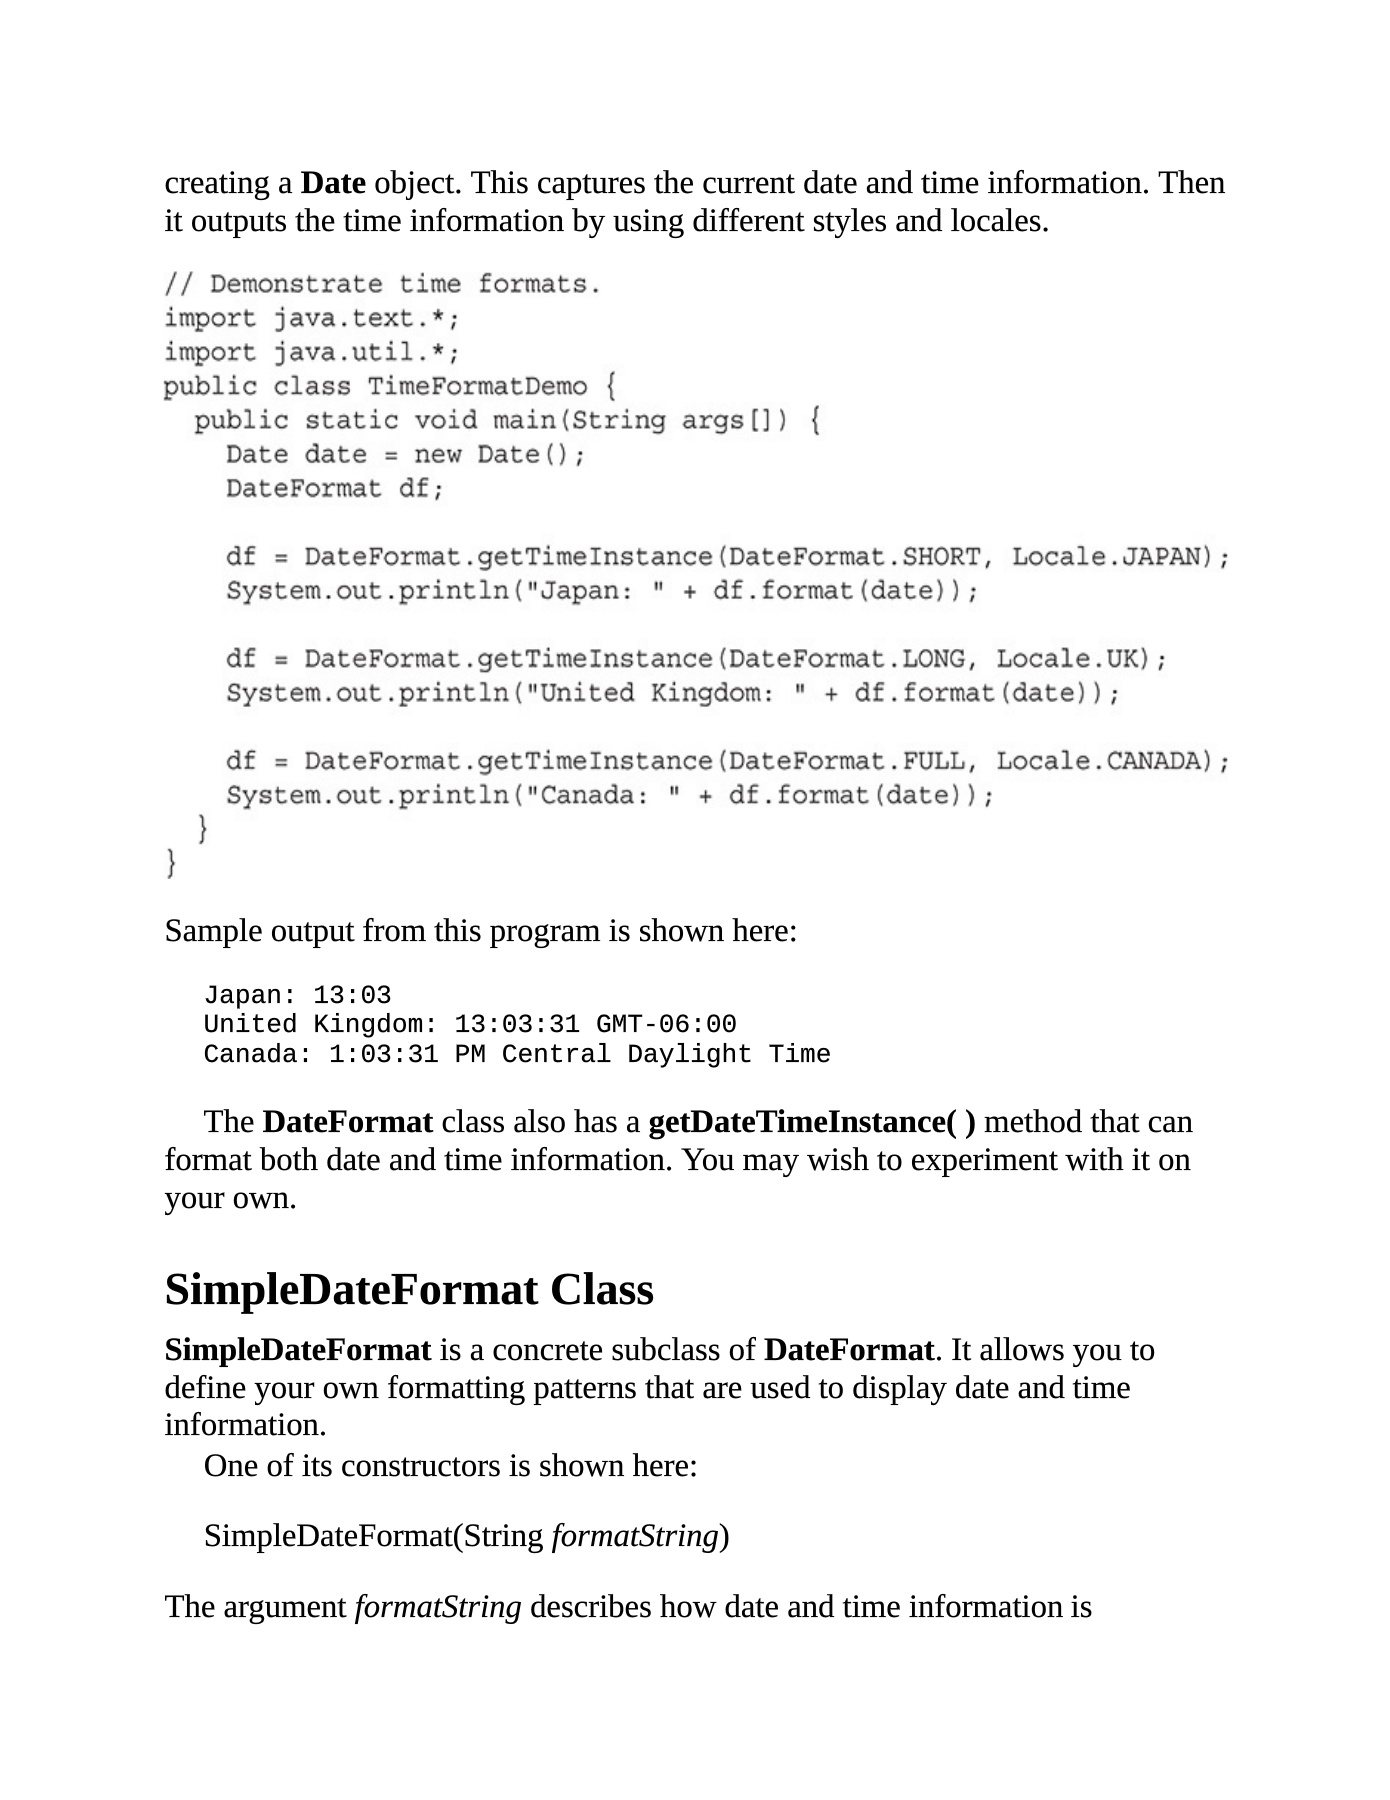 creating a Date object. This captures the current date and time information. Then
it outputs the time information by using different styles and locales.
// Demonstrate time formats.
import java.text.*;
import java.util.*;
public class TimeFormatDemo {
  public static void main(String args[]) {
    Date date = new Date();
    DateFormat df;

    df = DateFormat.getTimeInstance(DateFormat.SHORT, Locale.JAPAN);
    System.out.println("Japan: " + df.format(date));

    df = DateFormat.getTimeInstance(DateFormat.LONG, Locale.UK);
    System.out.println("United Kingdom: " + df.format(date));

    df = DateFormat.getTimeInstance(DateFormat.FULL, Locale.CANADA);
    System.out.println("Canada: " + df.format(date));
  }
}
Sample output from this program is shown here:
Japan: 13:03
United Kingdom: 13:03:31 GMT-06:00
Canada: 1:03:31 PM Central Daylight Time
The DateFormat class also has a getDateTimeInstance( ) method that can
format both date and time information. You may wish to experiment with it on
your own.
SimpleDateFormat Class
SimpleDateFormat is a concrete subclass of DateFormat. It allows you to
define your own formatting patterns that are used to display date and time
information.
One of its constructors is shown here:
SimpleDateFormat(String formatString)
The argument formatString describes how date and time information is